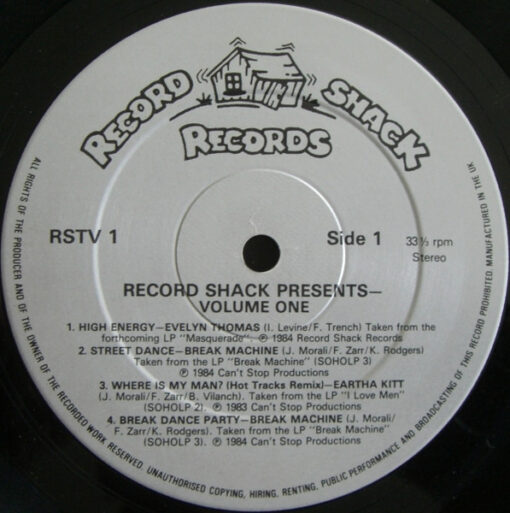 RECORD SHACK
RECORDS
RSTV 1
Side 1
33⅓ rpm
Stereo
RECORD SHACK PRESENTS—
VOLUME ONE
1. HIGH ENERGY—EVELYN THOMAS (I. Levine/F. Trench) Taken from the
forthcoming LP "Masquerade". ℗ 1984 Record Shack Records
2. STREET DANCE—BREAK MACHINE (J. Morali/F. Zarr/K. Rodgers)
Taken from the LP "Break Machine" (SOHOLP 3)
℗ 1984 Can't Stop Productions
3. WHERE IS MY MAN? (Hot Tracks Remix)—EARTHA KITT
(J. Morali/F. Zarr/B. Vilanch). Taken from the LP "I Love Men"
(SOHOLP 2). ℗ 1983 Can't Stop Productions
4. BREAK DANCE PARTY—BREAK MACHINE (J. Morali/
F. Zarr/K. Rodgers). Taken from the LP "Break Machine"
(SOHOLP 3). ℗ 1984 Can't Stop Productions
ALL RIGHTS OF THE PRODUCER AND OF THE OWNER OF THE RECORDED WORK RESERVED. UNAUTHORISED COPYING, HIRING, RENTING, PUBLIC PERFORMANCE AND BROADCASTING OF THIS RECORD PROHIBITED. MANUFACTURED IN THE UK.